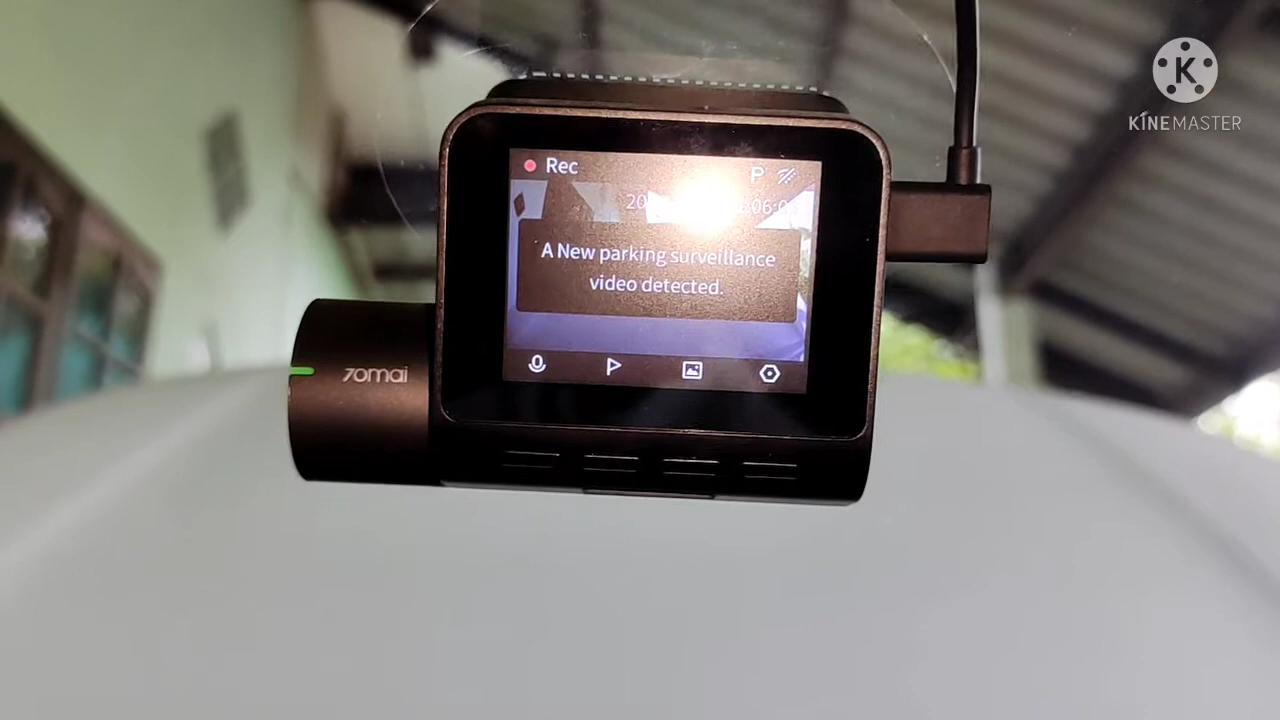 KINEMASTER
Rec P
A New parking surveillance
video detected.
70mai